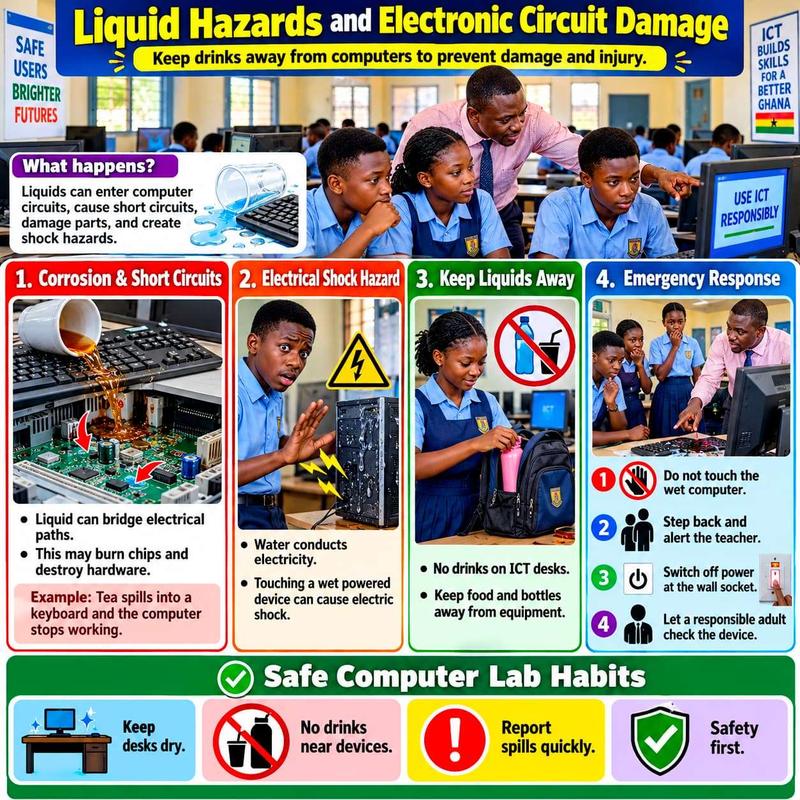 Liquid Hazards and Electronic Circuit Damage
Keep drinks away from computers to prevent damage and injury.
SAFE
USERS
BRIGHTER
FUTURES
ICT
BUILDS
SKILLS
FOR A
BETTER
GHANA
What happens?
Liquids can enter computer
circuits, cause short circuits,
damage parts, and create
shock hazards.
USE ICT
RESPONSIBLY
1. Corrosion & Short Circuits
• Liquid can bridge electrical
paths.
• This may burn chips and
destroy hardware.
Example: Tea spills into a
keyboard and the computer
stops working.
2. Electrical Shock Hazard
• Water conducts
electricity.
• Touching a wet powered
device can cause electric
shock.
3. Keep Liquids Away
ICT
• No drinks on ICT desks.
• Keep food and bottles
away from equipment.
4. Emergency Response
1 Do not touch the
wet computer.
2 Step back and
alert the teacher.
3 Switch off power
at the wall socket.
4 Let a responsible adult
check the device.
Safe Computer Lab Habits
Keep
desks dry.
No drinks
near devices.
Report
spills quickly.
Safety
first.